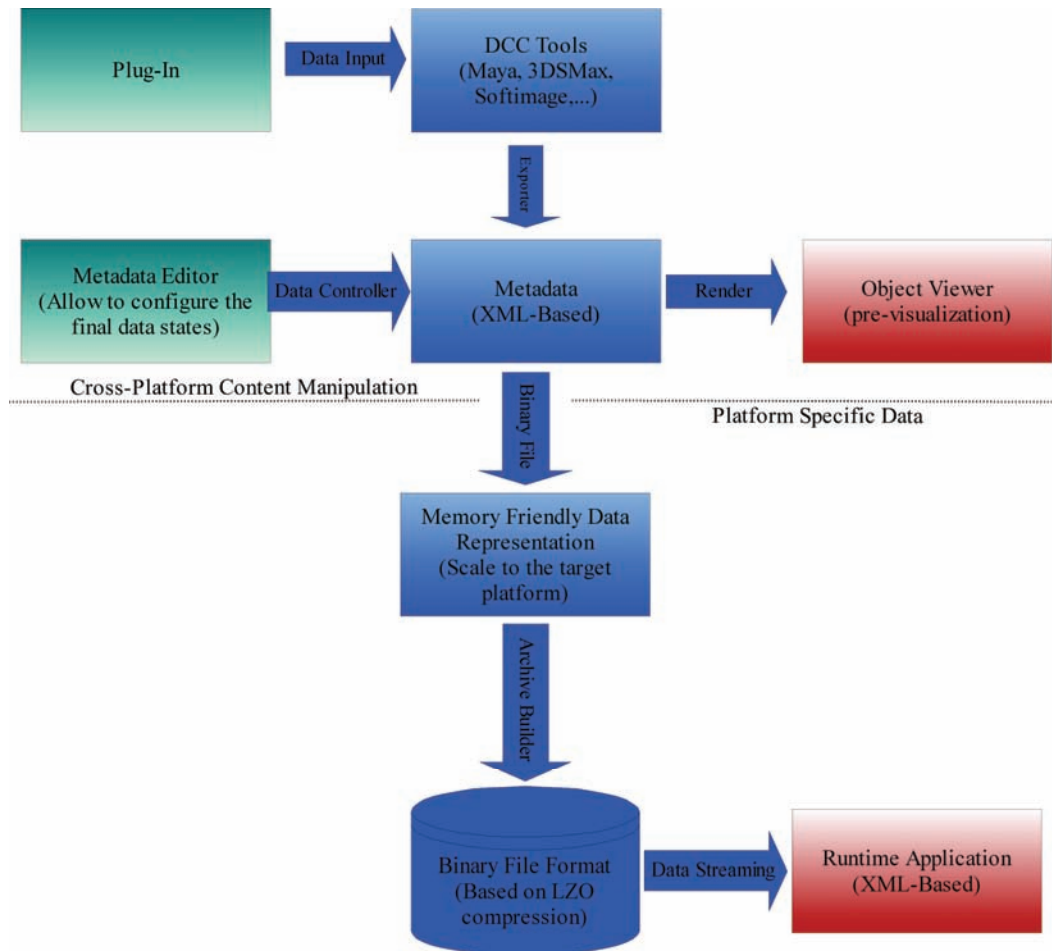 Plug-In
Data Input
DCC Tools
(Maya, 3DSMax,
Softimage,...)
Exporter
Metadata Editor
(Allow to configure the
final data states)
Data Controller
Metadata
(XML-Based)
Render
Object Viewer
(pre-visualization)
Cross-Platform Content Manipulation
Binary File
Platform Specific Data
Memory Friendly Data
Representation
(Scale to the target
platform)
Archive Builder
Binary File Format
(Based on LZO
compression)
Data Streaming
Runtime Application
(XML-Based)